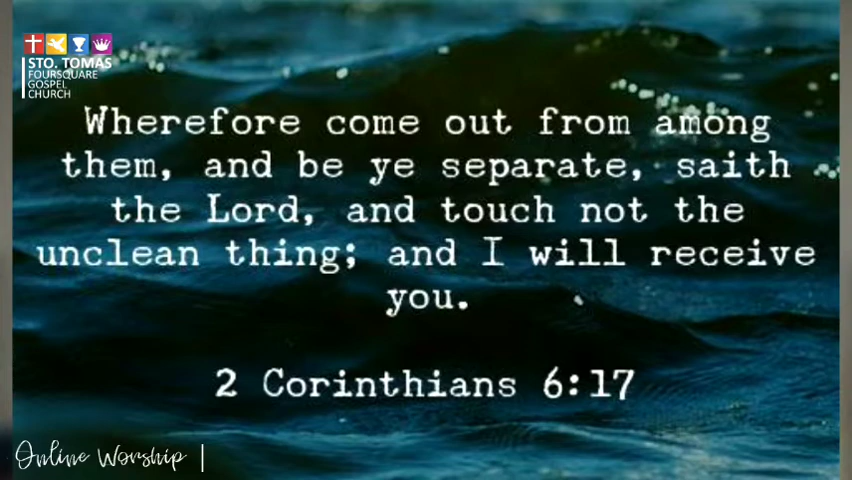 STO. TOMAS
FOURSQUARE
GOSPEL
CHURCH
Wherefore come out from among
them, and be ye separate, saith
the Lord, and touch not the
unclean thing; and I will receive
you.
2 Corinthians 6:17
Online Worship |